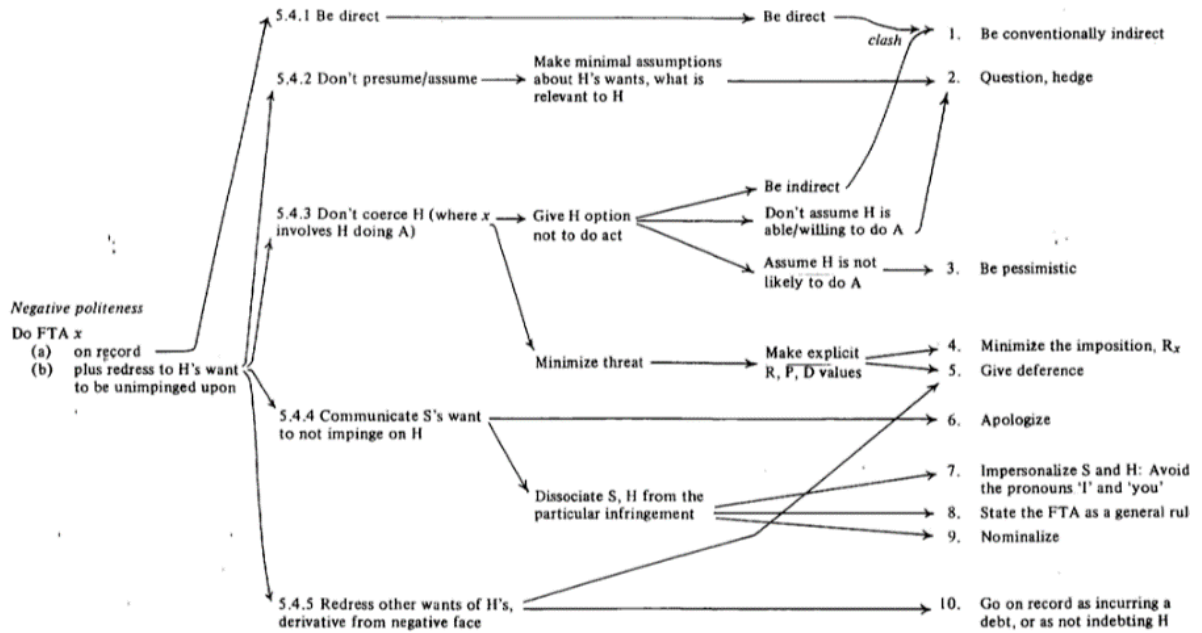 5.4.1 Be direct
Be direct
clash
1. Be conventionally indirect
5.4.2 Don't presume/assume
Make minimal assumptions
about H's wants, what is
relevant to H
2. Question, hedge
5.4.3 Don't coerce H (where x
involves H doing A)
Give H option
not to do act
Be indirect
Don't assume H is
able/willing to do A
Assume H is not
likely to do A
3. Be pessimistic
Negative politeness
Do FTA x
(a) on record
(b) plus redress to H's want
to be unimpinged upon
Minimize threat
Make explicit
R, P, D values
4. Minimize the imposition, Rx
5. Give deference
5.4.4 Communicate S's want
to not impinge on H
6. Apologize
Dissociate S, H from the
particular infringement
7. Impersonalize S and H: Avoid
the pronouns 'I' and 'you'
8. State the FTA as a general rul
9. Nominalize
5.4.5 Redress other wants of H's,
derivative from negative face
10. Go on record as incurring a
debt, or as not indebting H